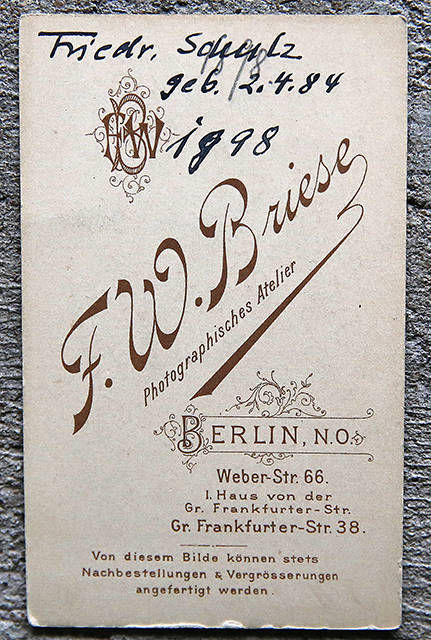 Friedr. Schulz
geb. 2.4.84
1898
F.W. Briese
Photographisches Atelier
BERLIN, N.O.
Weber-Str. 66.
I. Haus von der
Gr. Frankfurter-Str.
Gr. Frankfurter-Str. 38.
Von diesem Bilde können stets
Nachbestellungen & Vergrösserungen
angefertigt werden.